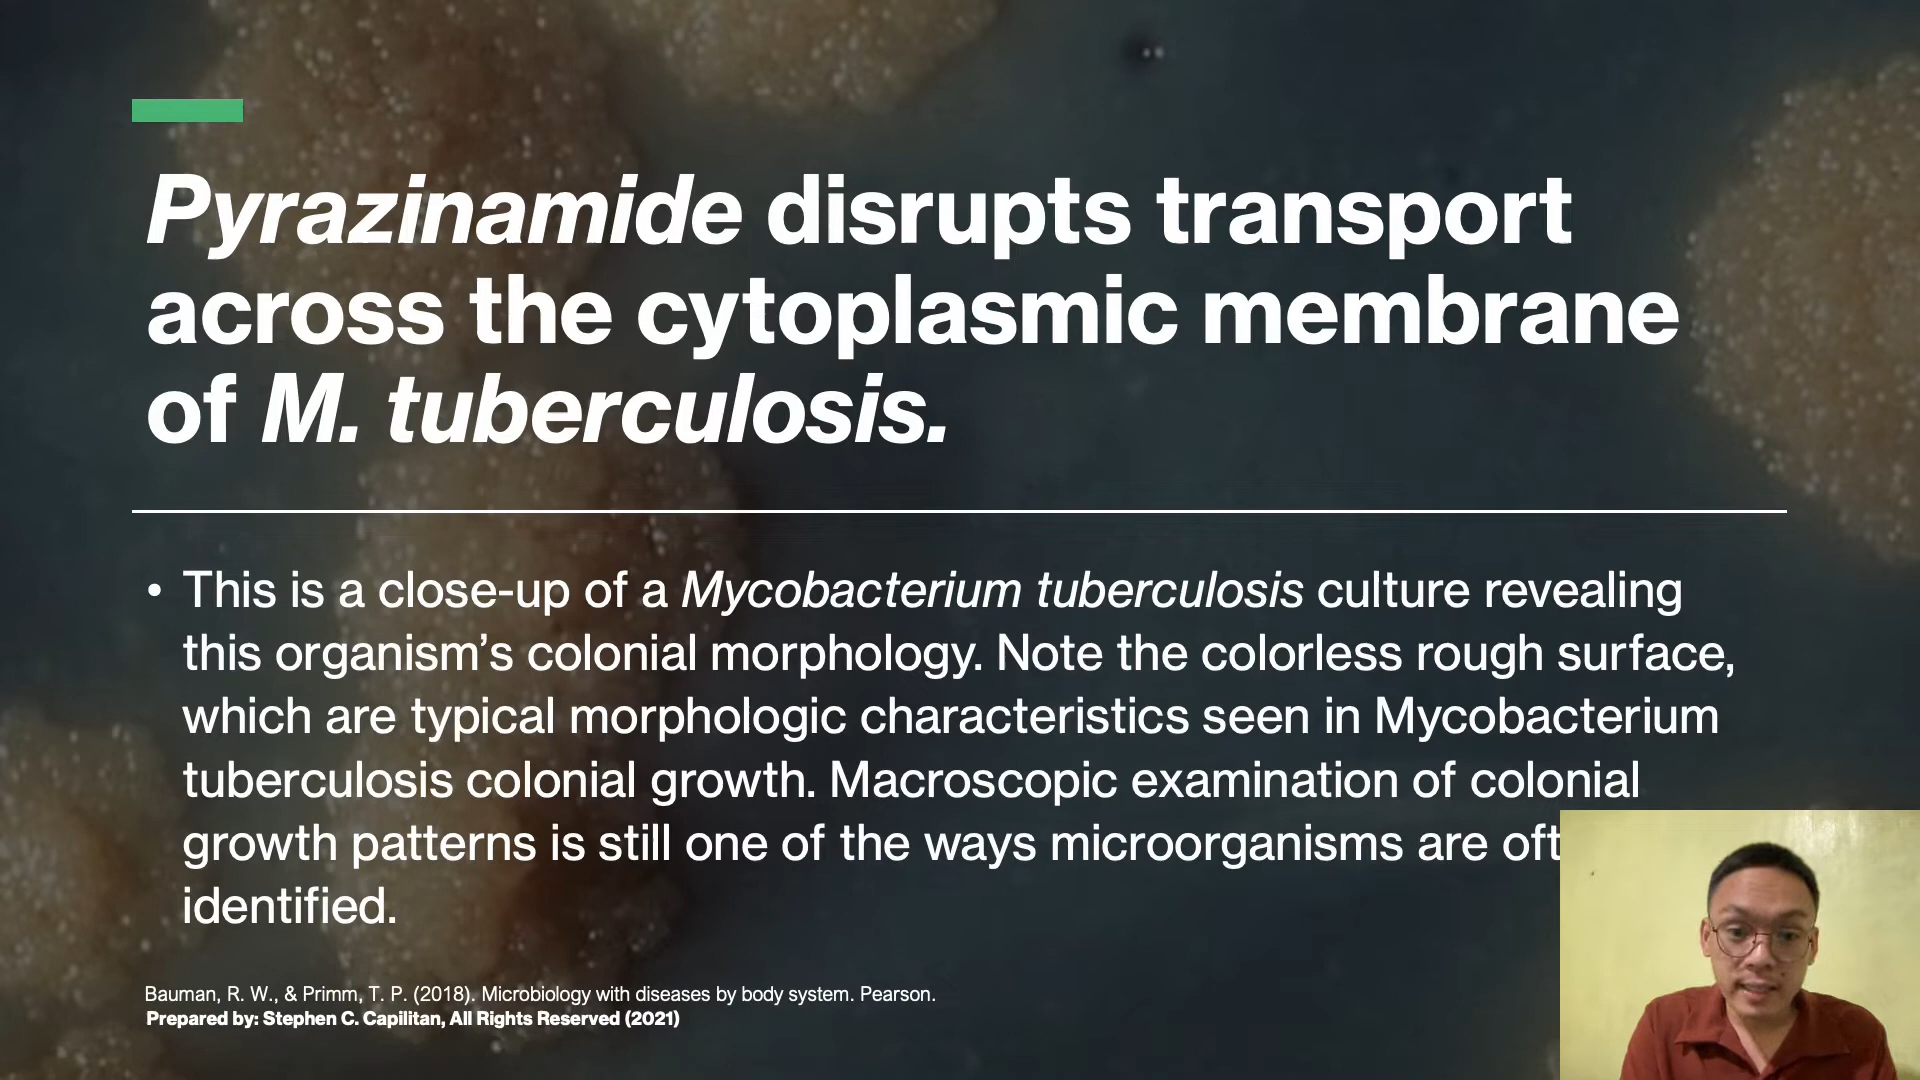 Pyrazinamide disrupts transport
across the cytoplasmic membrane
of M. tuberculosis.
• This is a close-up of a Mycobacterium tuberculosis culture revealing
this organism’s colonial morphology. Note the colorless rough surface,
which are typical morphologic characteristics seen in Mycobacterium
tuberculosis colonial growth. Macroscopic examination of colonial
growth patterns is still one of the ways microorganisms are oft
identified.
Bauman, R. W., & Primm, T. P. (2018). Microbiology with diseases by body system. Pearson.
Prepared by: Stephen C. Capilitan, All Rights Reserved (2021)